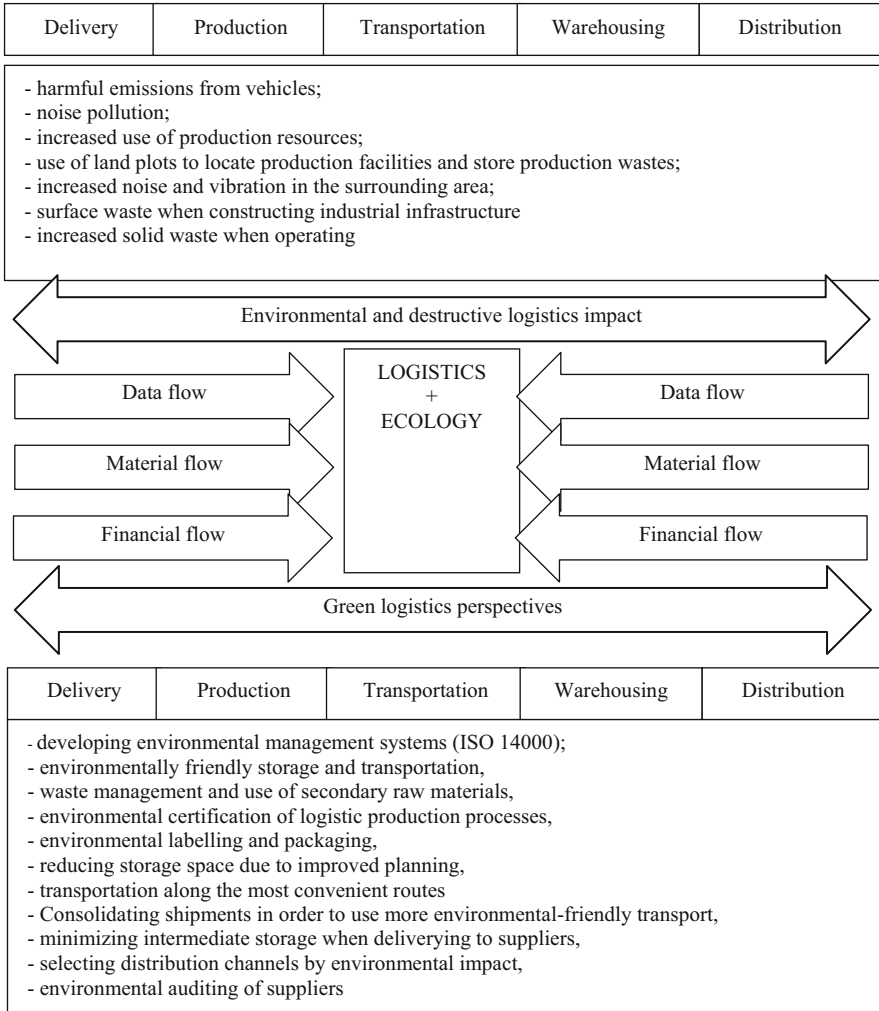 Delivery Production Transportation Warehousing Distribution
- harmful emissions from vehicles;
- noise pollution;
- increased use of production resources;
- use of land plots to locate production facilities and store production wastes;
- increased noise and vibration in the surrounding area;
- surface waste when constructing industrial infrastructure
- increased solid waste when operating
Environmental and destructive logistics impact
LOGISTICS
+
ECOLOGY
Data flow Data flow
Material flow Material flow
Financial flow Financial flow
Green logistics perspectives
Delivery Production Transportation Warehousing Distribution
- developing environmental management systems (ISO 14000);
- environmentally friendly storage and transportation,
- waste management and use of secondary raw materials,
- environmental certification of logistic production processes,
- environmental labelling and packaging,
- reducing storage space due to improved planning,
- transportation along the most convenient routes
- Consolidating shipments in order to use more environmental-friendly transport,
- minimizing intermediate storage when deliverying to suppliers,
- selecting distribution channels by environmental impact,
- environmental auditing of suppliers